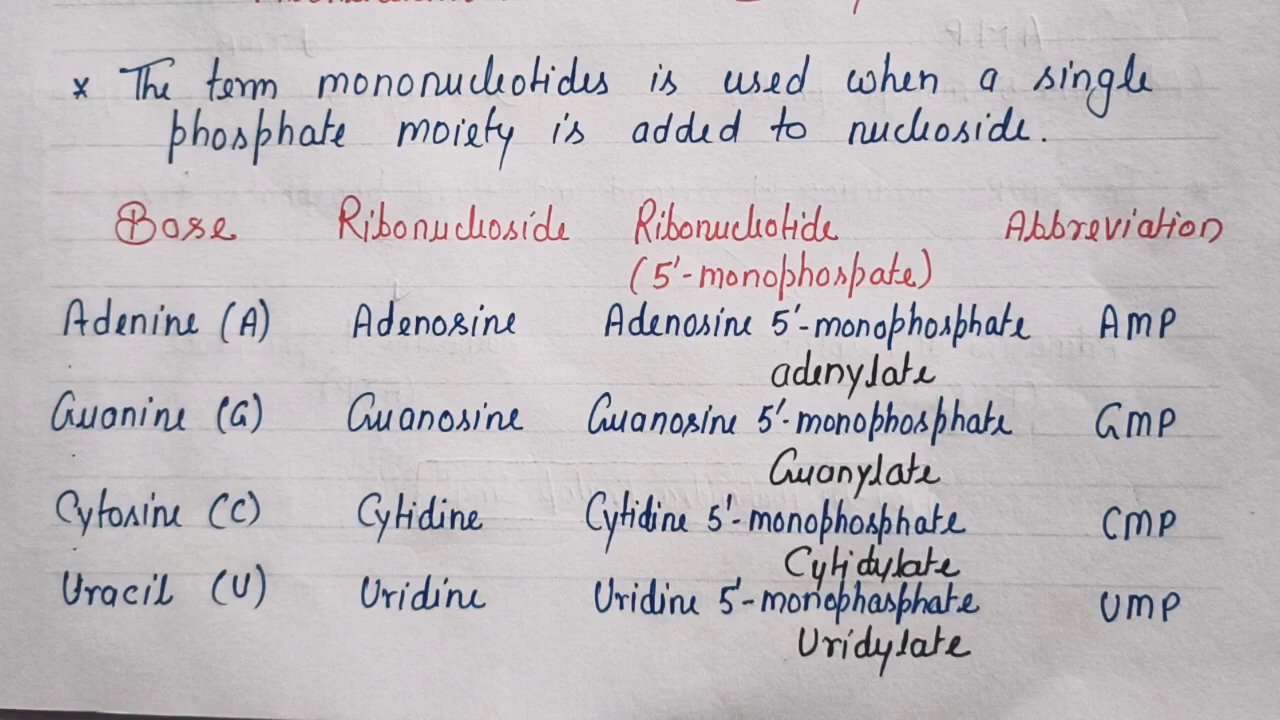 * The term mononucleotides is used when a single
phosphate moiety is added to nucleoside.
Base Ribonucleoside Ribonucleotide Abbreviation
(5'-monophospate)
Adenine (A) Adenosine Adenosine 5'-monophosphate AMP
adenylate
Guanine (G) Guanosine Guanosine 5'-monophosphate GMP
Guanylate
Cytosine (C) Cytidine Cytidine 5'-monophosphate CMP
Cytidylate
Uracil (U) Uridine Uridine 5'-monophasphate UMP
Uridylate